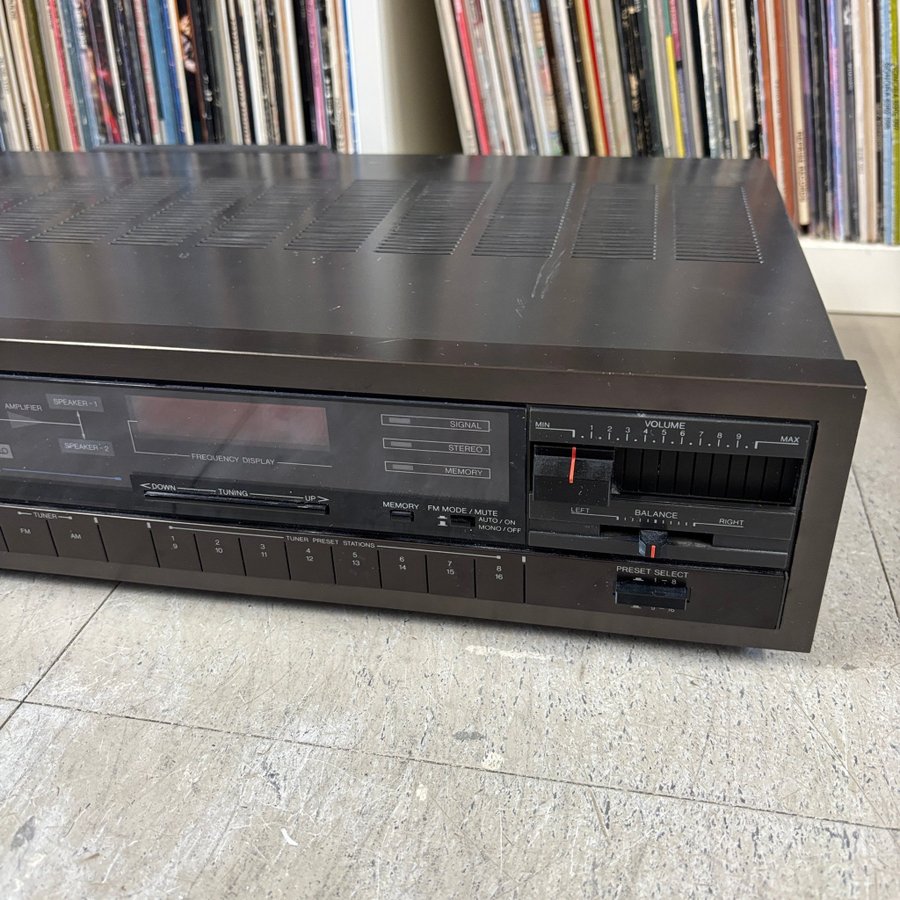 AMPLIFIER
SPEAKER-1
SPEAKER-2
FREQUENCY DISPLAY
<DOWN TUNING UP>
SIGNAL
STEREO
MEMORY
MEMORY
FM MODE / MUTE
AUTO / ON
MONO / OFF
VOLUME
MIN 1 2 3 4 5 6 7 8 9 MAX
LEFT BALANCE RIGHT
TUNER
FM
AM
TUNER PRESET STATIONS
1 2 3 4 5 6 7 8
9 10 11 12 13 14 15 16
PRESET SELECT
1 – 8
9 – 16